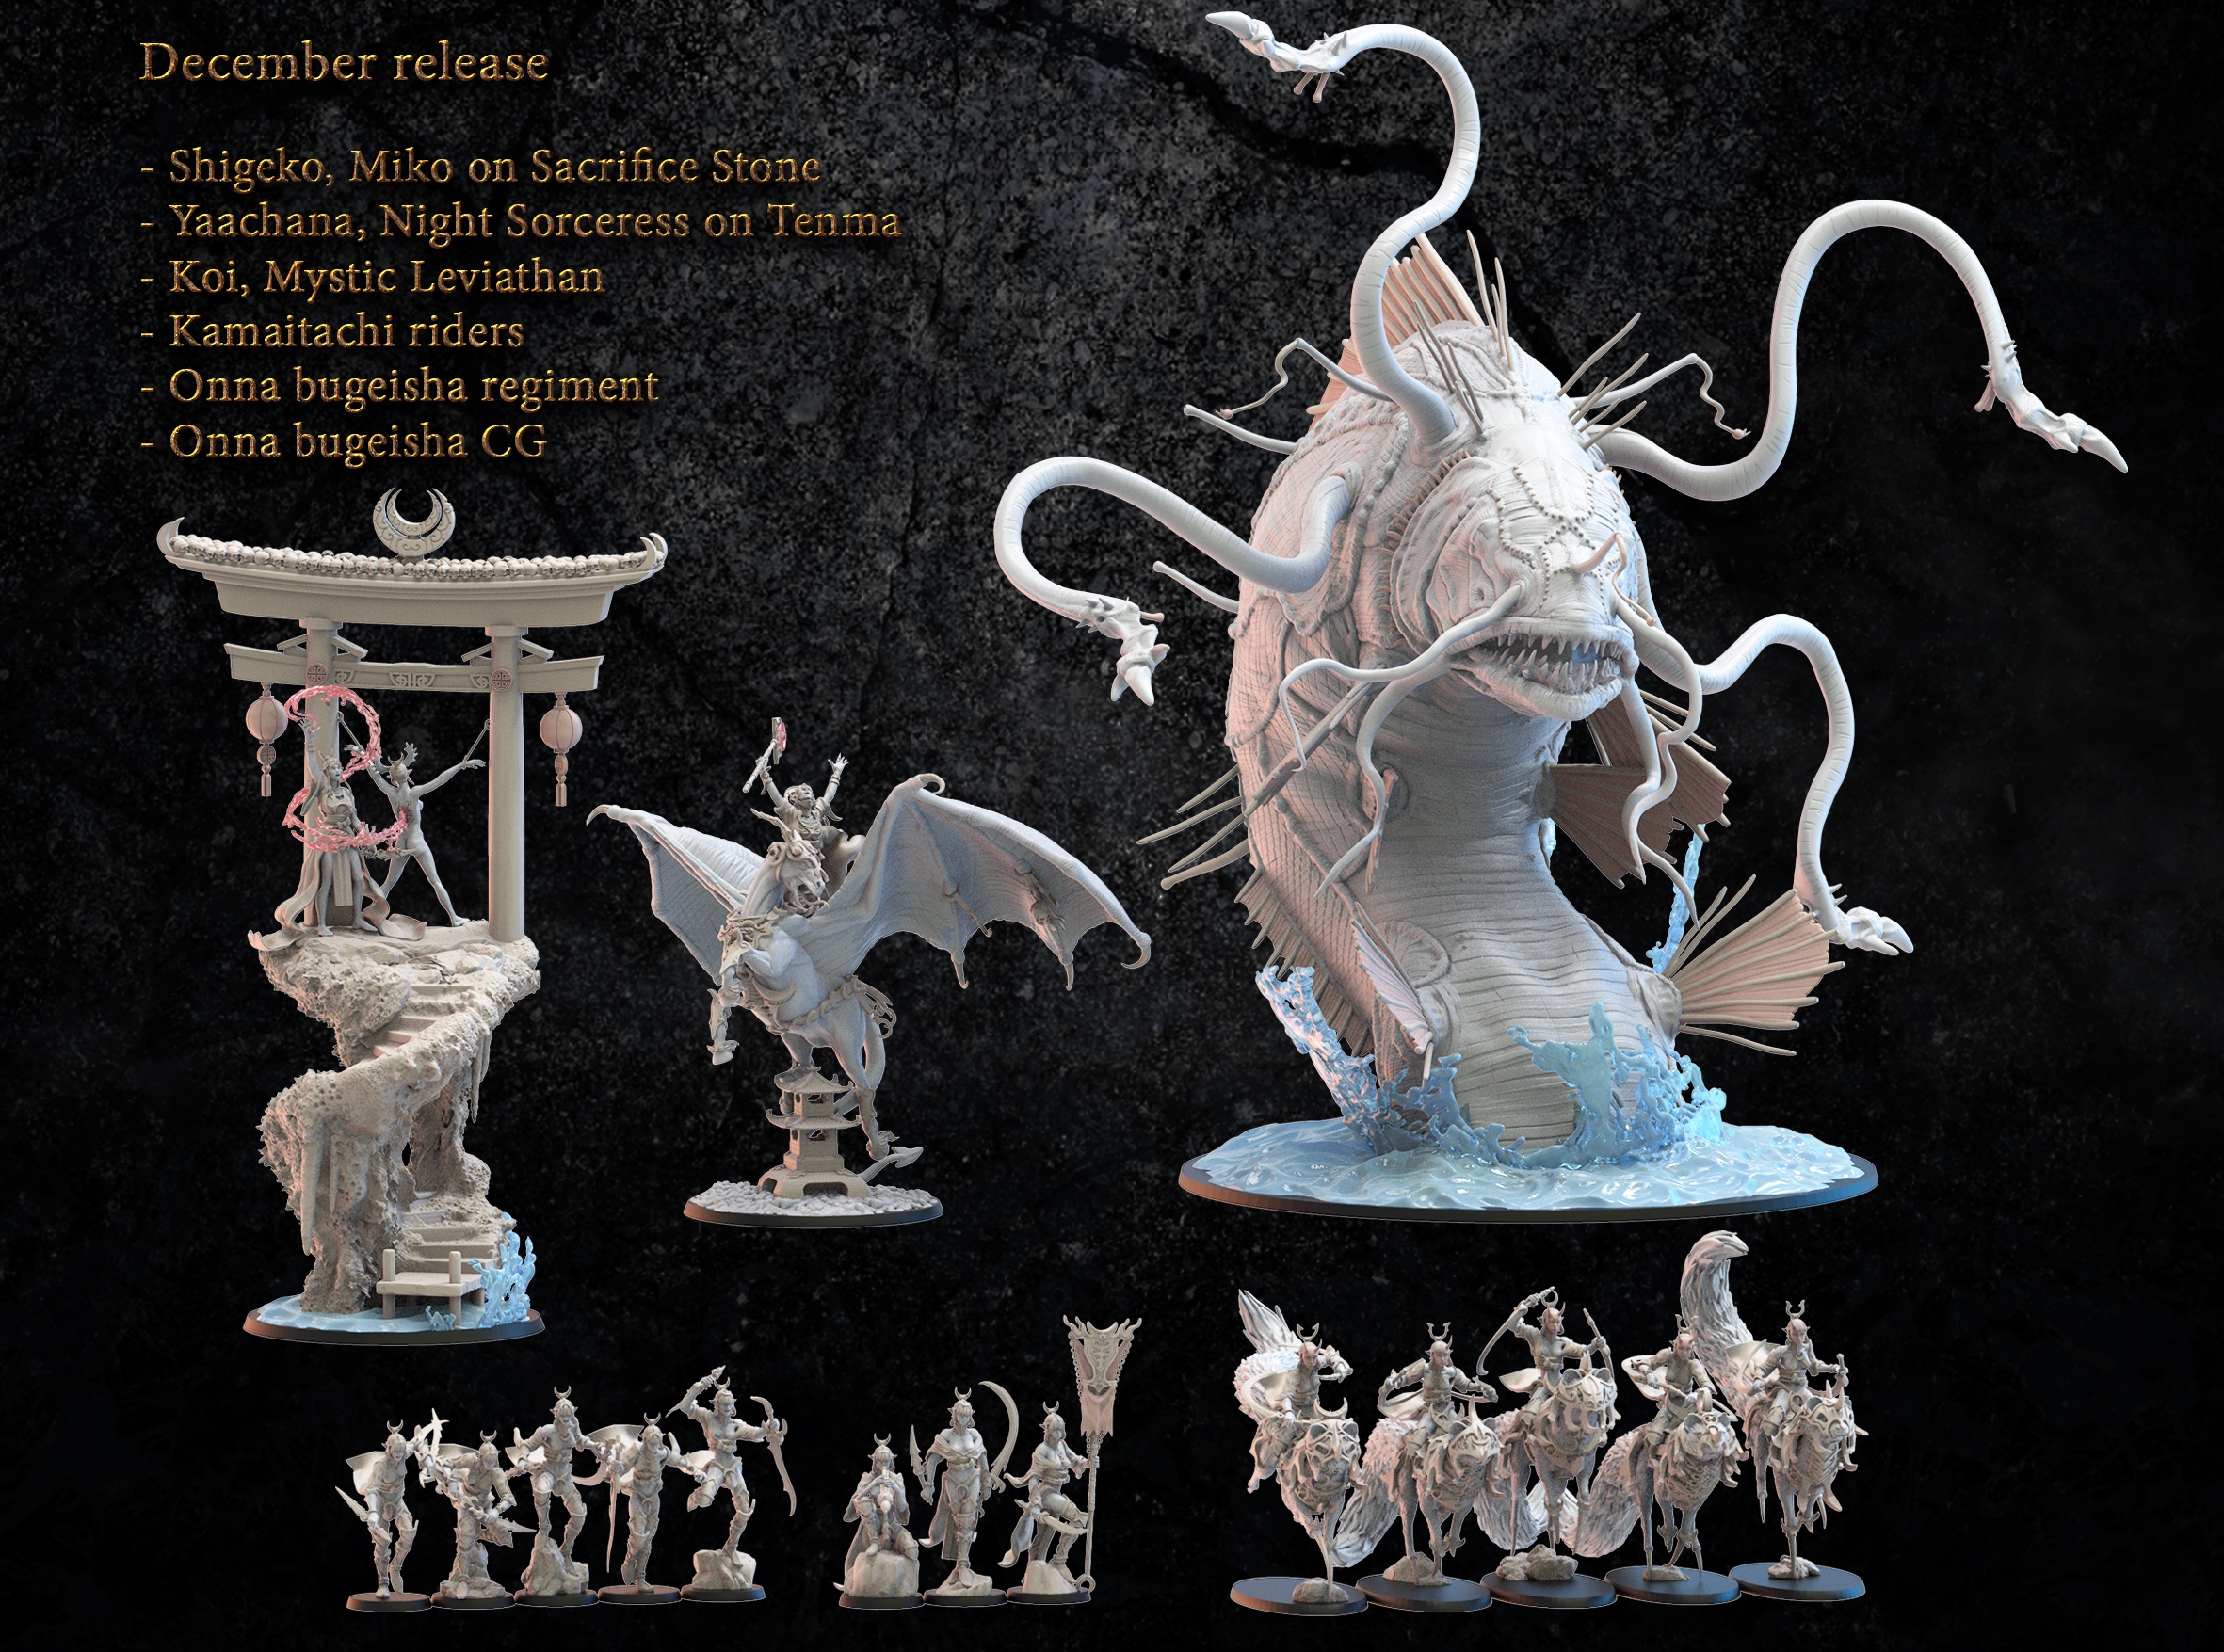 December release
- Shigeko, Miko on Sacrifice Stone
- Yaachana, Night Sorceress on Tenma
- Koi, Mystic Leviathan
- Kamaitachi riders
- Onna bugeisha regiment
- Onna bugeisha CG